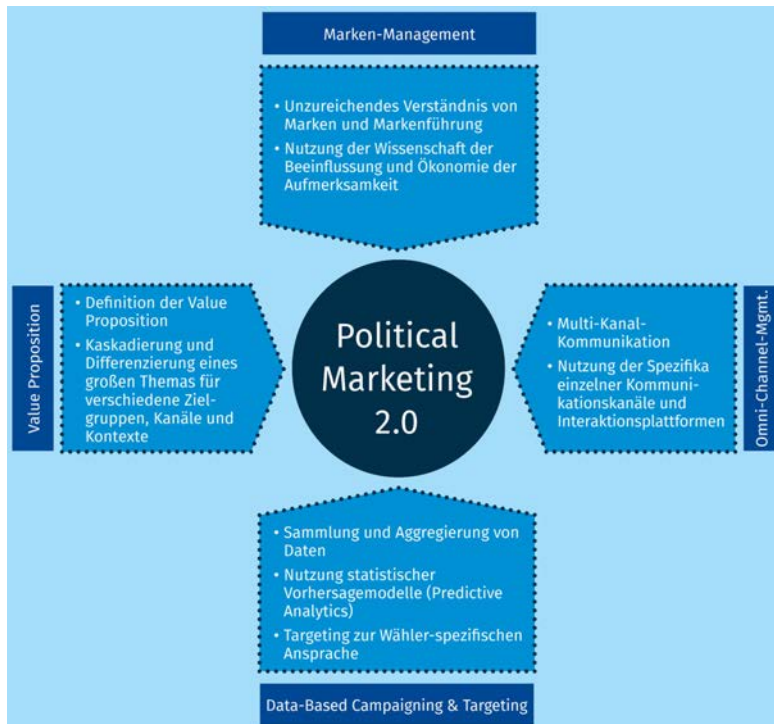 Marken-Management
• Unzureichendes Verständnis von
Marken und Markenführung
• Nutzung der Wissenschaft der
Beeinflussung und Ökonomie der
Aufmerksamkeit
Value Proposition
• Definition der Value
Proposition
• Kaskadierung und
Differenzierung eines
großen Themas für
verschiedene Ziel-
gruppen, Kanäle und
Kontexte
Political
Marketing
2.0
• Multi-Kanal-
Kommunikation
• Nutzung der Spezifika
einzelner Kommuni-
kationskanäle und
Interaktionsplattformen
Omni-Channel-Mgmt.
• Sammlung und Aggregierung von
Daten
• Nutzung statistischer
Vorhersagemodelle (Predictive
Analytics)
• Targeting zur Wähler-spezifischen
Ansprache
Data-Based Campaigning & Targeting